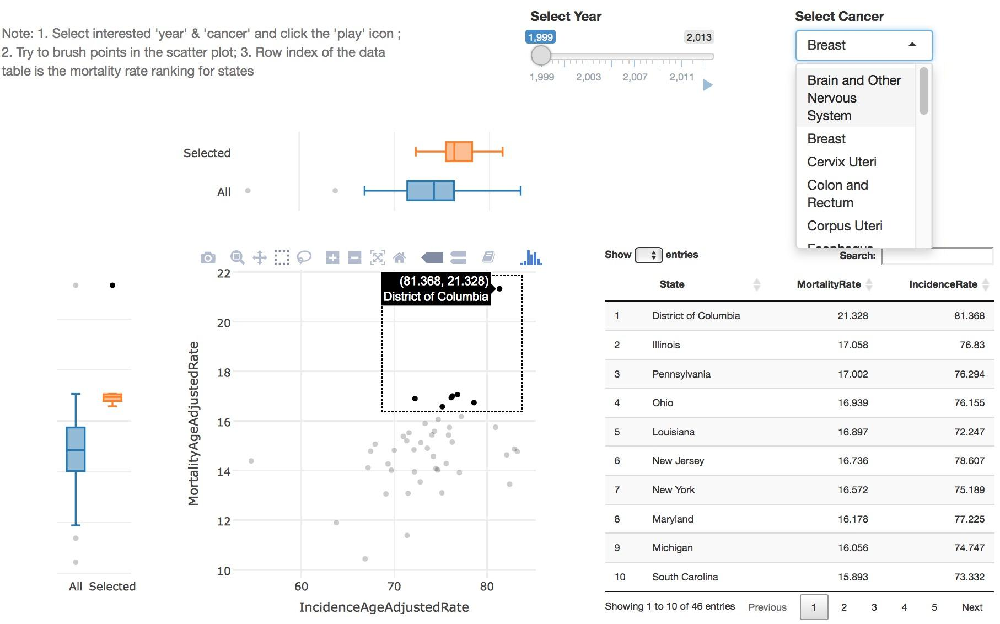 Note: 1. Select interested 'year' & 'cancer' and click the 'play' icon ;
2. Try to brush points in the scatter plot; 3. Row index of the data
table is the mortality rate ranking for states
Select Year
1,999 2,013
1,999 2,003 2,007 2,011
Select Cancer
Breast
Brain and Other
Nervous
System
Breast
Cervix Uteri
Colon and
Rectum
Corpus Uteri
Selected
All
All Selected
MortalityAgeAdjustedRate
22
20
18
16
14
12
10
(81.368, 21.328)
District of Columbia
60 70 80
IncidenceAgeAdjustedRate
Show entries
Search:
State MortalityRate IncidenceRate
1 District of Columbia 21.328 81.368
2 Illinois 17.058 76.83
3 Pennsylvania 17.002 76.294
4 Ohio 16.939 76.155
5 Louisiana 16.897 72.247
6 New Jersey 16.736 78.607
7 New York 16.572 75.189
8 Maryland 16.178 77.225
9 Michigan 16.056 74.747
10 South Carolina 15.893 73.332
Showing 1 to 10 of 46 entries Previous 1 2 3 4 5 Next